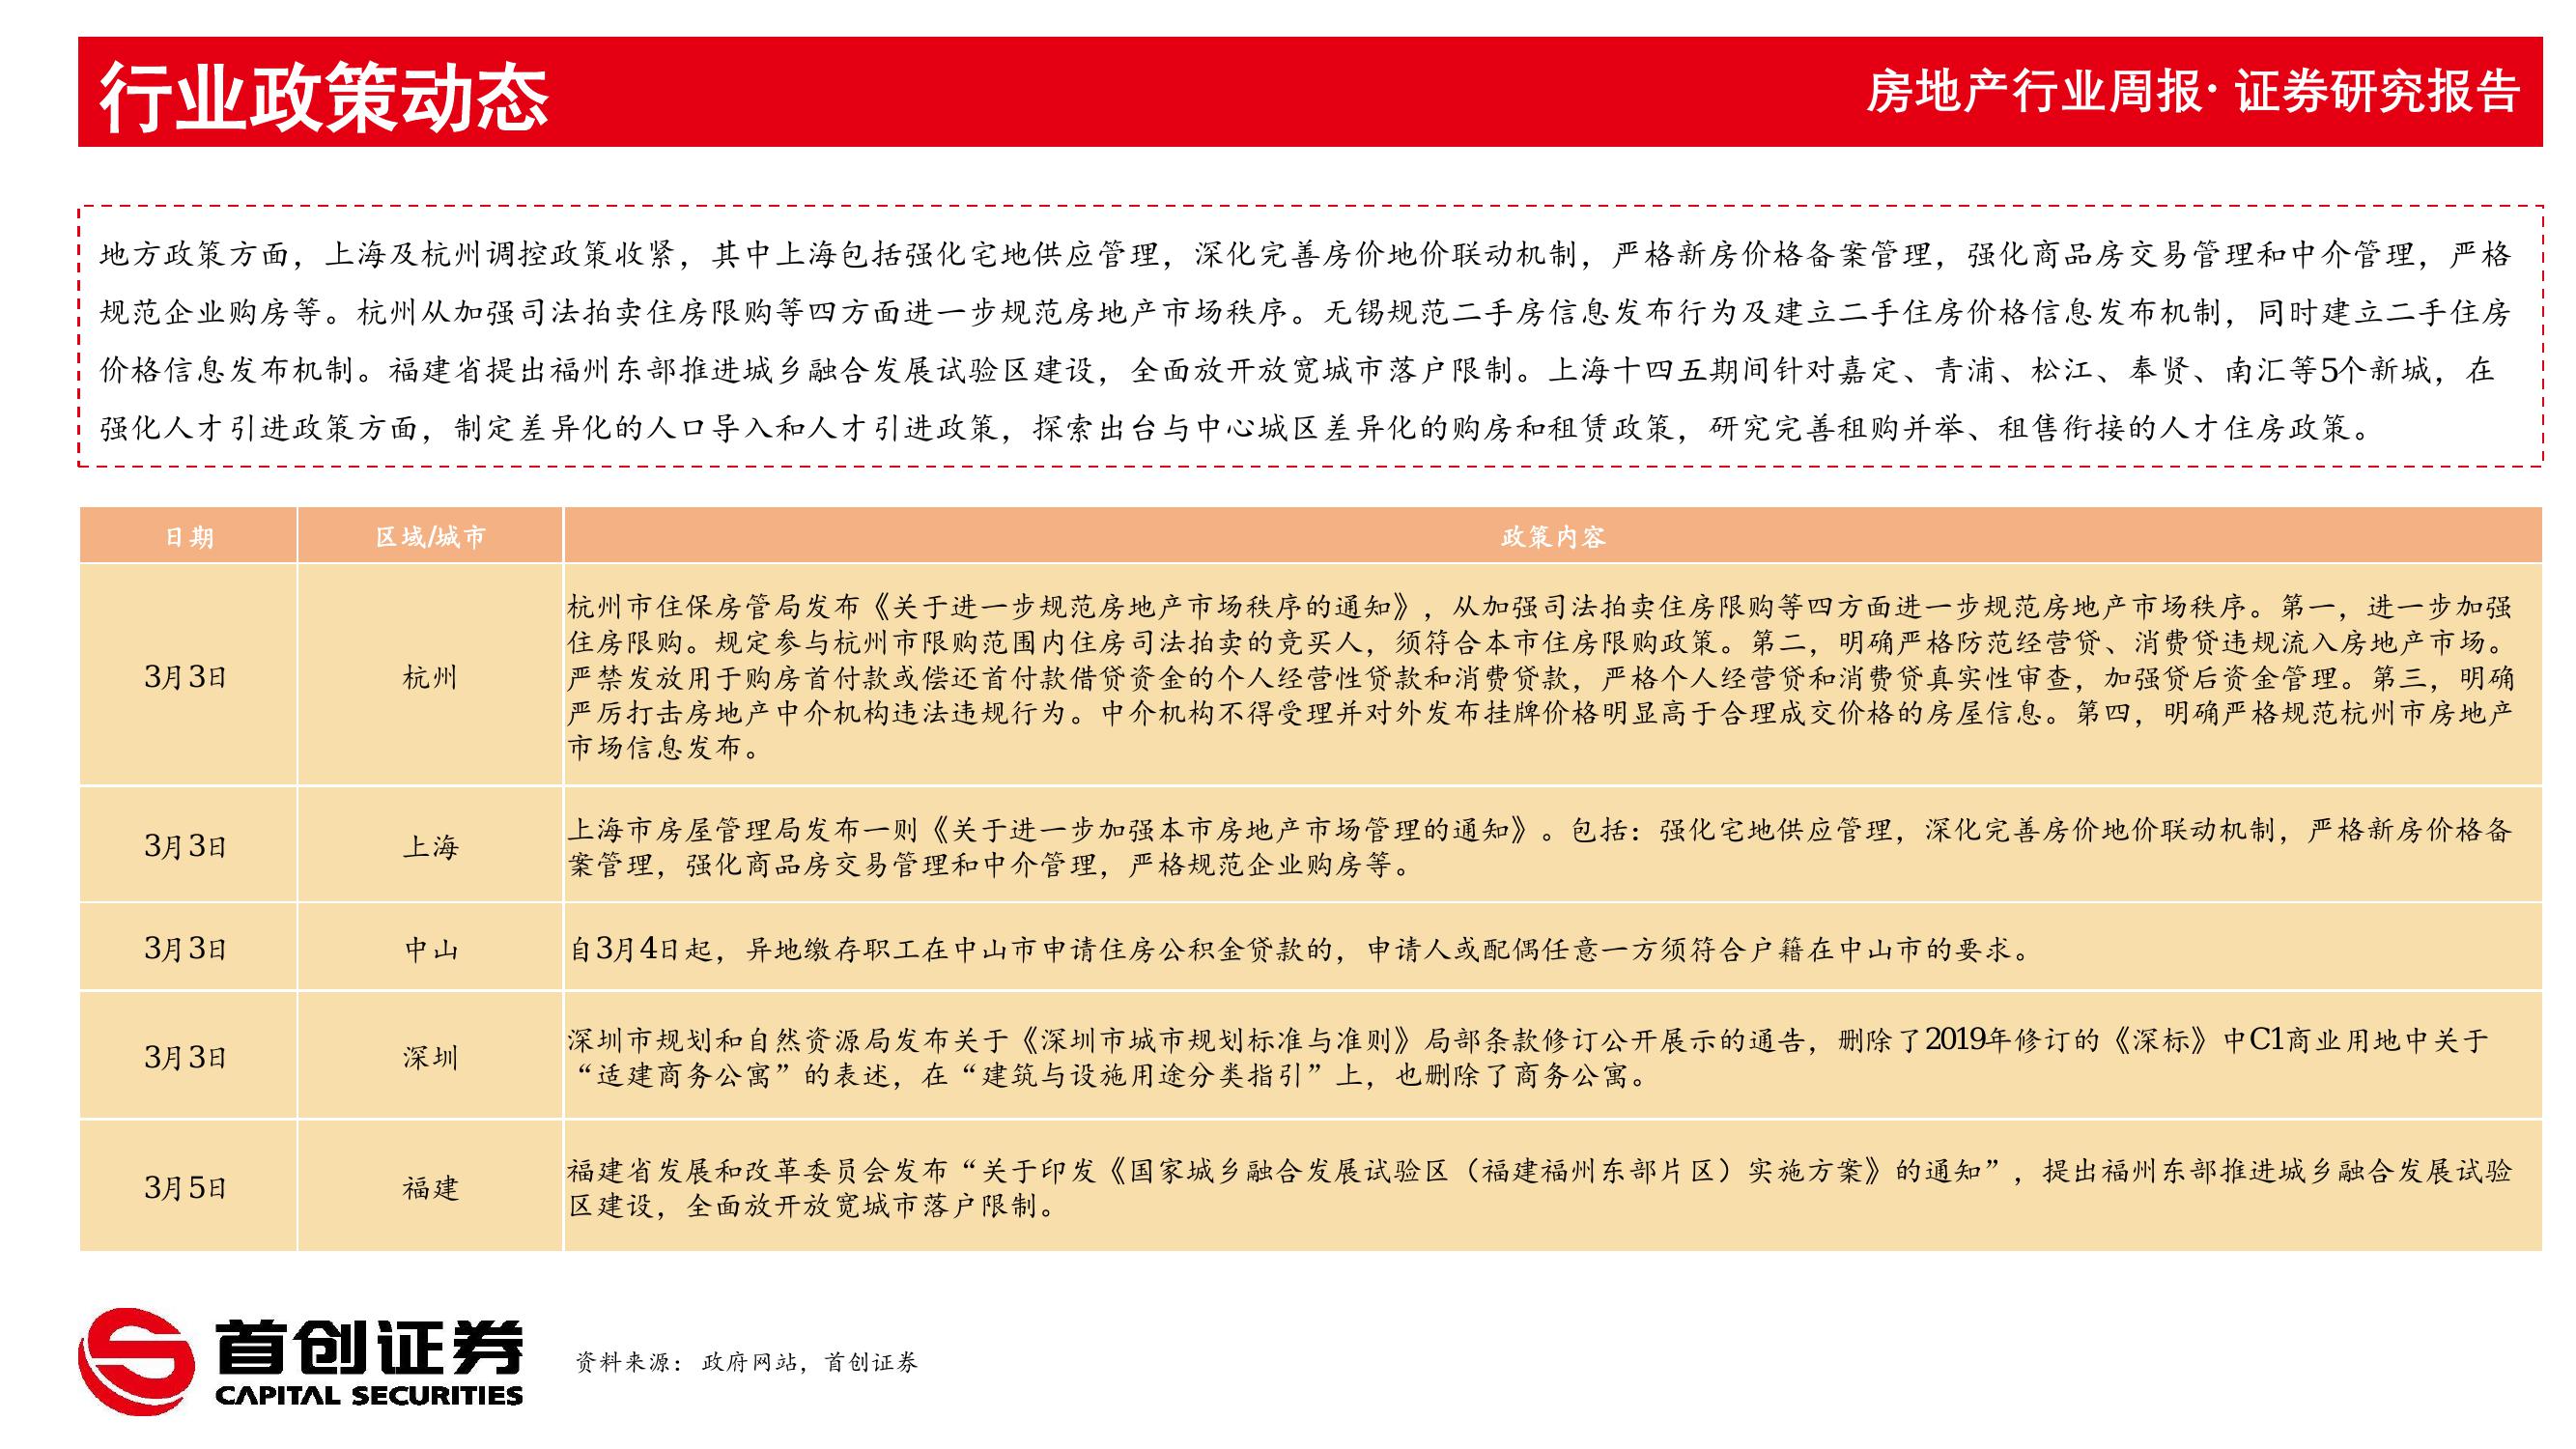 行业政策动态
房地产行业周报·证券研究报告
地方政策方面，上海及杭州调控政策收紧，其中上海包括强化宅地供应管理，深化完善房价地价联动机制，严格新房价格备案管理，强化商品房交易管理和中介管理，严格
规范企业购房等。杭州从加强司法拍卖住房限购等四方面进一步规范房地产市场秩序。无锡规范二手房信息发布行为及建立二手住房价格信息发布机制，同时建立二手住房
价格信息发布机制。福建省提出福州东部推进城乡融合发展试验区建设，全面放开放宽城市落户限制。上海十四五期间针对嘉定、青浦、松江、奉贤、南汇等5个新城，在
强化人才引进政策方面，制定差异化的人口导入和人才引进政策，探索出台与中心城区差异化的购房和租赁政策，研究完善租购并举、租售衔接的人才住房政策。
日期
区域/城市
政策内容
3月3日
杭州
杭州市住保房管局发布《关于进一步规范房地产市场秩序的通知》，从加强司法拍卖住房限购等四方面进一步规范房地产市场秩序。第一，进一步加强
住房限购。规定参与杭州市限购范围内住房司法拍卖的竞买人，须符合本市住房限购政策。第二，明确严格防范经营贷、消费贷违规流入房地产市场。
严禁发放用于购房首付款或偿还首付款借贷资金的个人经营性贷款和消费贷款，严格个人经营贷和消费贷真实性审查，加强贷后资金管理。第三，明确
严厉打击房地产中介机构违法违规行为。中介机构不得受理并对外发布挂牌价格明显高于合理成交价格的房屋信息。第四，明确严格规范杭州市房地产
市场信息发布。
3月3日
上海
上海市房屋管理局发布一则《关于进一步加强本市房地产市场管理的通知》。包括：强化宅地供应管理，深化完善房价地价联动机制，严格新房价格备
案管理，强化商品房交易管理和中介管理，严格规范企业购房等。
3月3日
中山
自3月4日起，异地缴存职工在中山市申请住房公积金贷款的，申请人或配偶任意一方须符合户籍在中山市的要求。
3月3日
深圳
深圳市规划和自然资源局发布关于《深圳市城市规划标准与准则》局部条款修订公开展示的通告，删除了2019年修订的《深标》中C1商业用地中关于
“适建商务公寓”的表述，在“建筑与设施用途分类指引”上，也删除了商务公寓。
3月5日
福建
福建省发展和改革委员会发布“关于印发《国家城乡融合发展试验区（福建福州东部片区）实施方案》的通知”，提出福州东部推进城乡融合发展试验
区建设，全面放开放宽城市落户限制。
首创证券
CAPITAL SECURITIES
资料来源：政府网站，首创证券